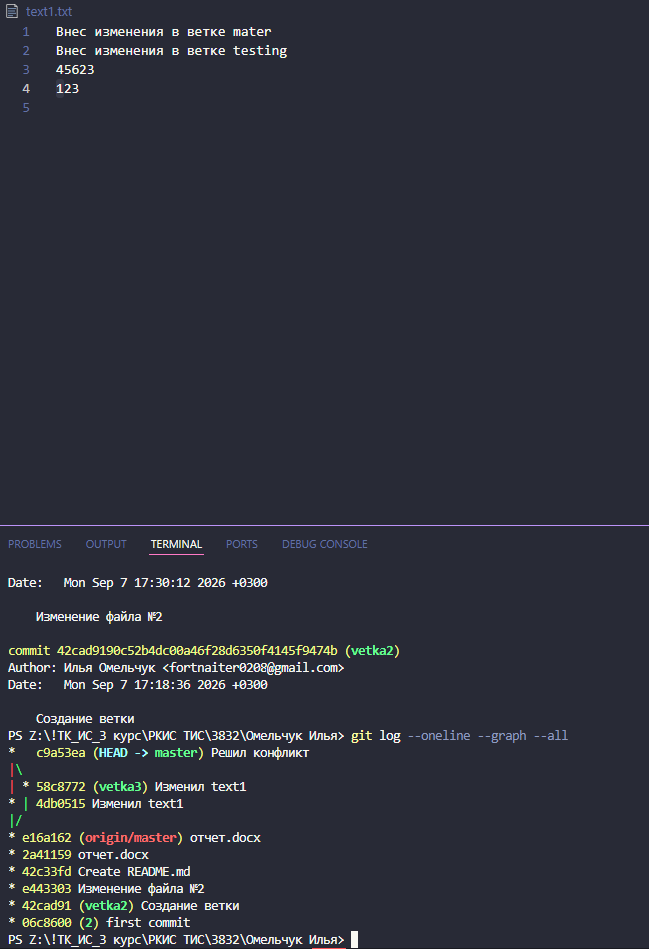 text1.txt
1 Внес изменения в ветке mater
2 Внес изменения в ветке testing
3 45623
4 123
5
PROBLEMS OUTPUT TERMINAL PORTS DEBUG CONSOLE
Date:   Mon Sep 7 17:30:12 2026 +0300
    Изменение файла №2
commit 42cad9190c52b4dc00a46f28d6350f4145f9474b (vetka2)
Author: Илья Омельчук <fortnaiter0208@gmail.com>
Date:   Mon Sep 7 17:18:36 2026 +0300
    Создание ветки
PS Z:\!ТК_ИС_3 курс\РКИС ТИС\3832\Омельчук Илья> git log --oneline --graph --all
*   c9a53ea (HEAD -> master) Решил конфликт
|\
| * 58c8772 (vetka3) Изменил text1
* | 4db0515 Изменил text1
|/
* e16a162 (origin/master) отчет.docx
* 2a41159 отчет.docx
* 42c33fd Create README.md
* e443303 Изменение файла №2
* 42cad91 (vetka2) Создание ветки
* 06c8600 (2) first commit
PS Z:\!ТК_ИС_3 курс\РКИС ТИС\3832\Омельчук Илья>